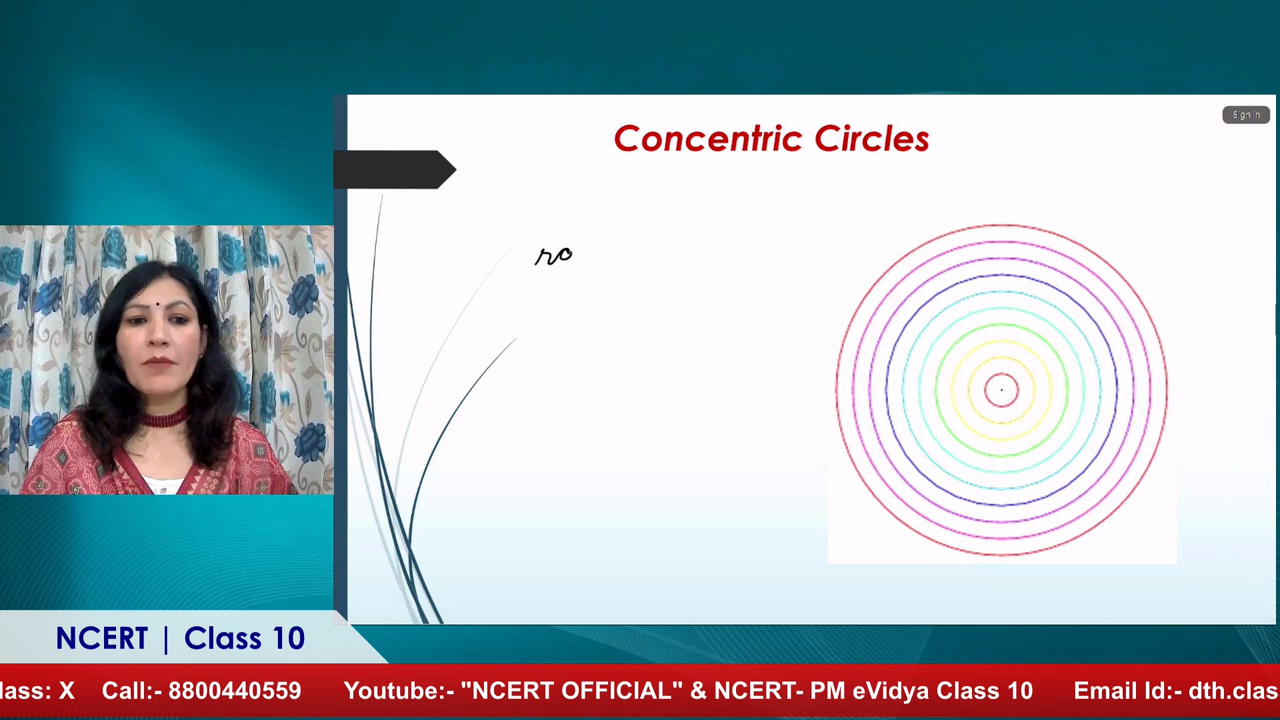 Concentric Circles
Sign in
ro
NCERT | Class 10
lass: X Call:- 8800440559 Youtube:- "NCERT OFFICIAL" & NCERT- PM eVidya Class 10 Email Id:- dth.clas